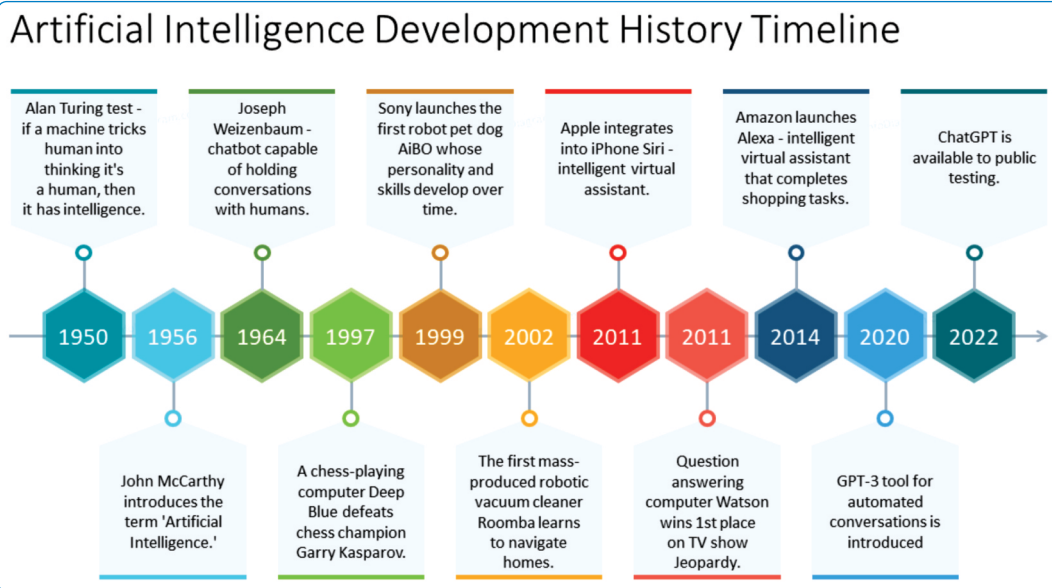 Artificial Intelligence Development History Timeline
Alan Turing test -
if a machine tricks
human into
thinking it's
a human, then
it has intelligence.
Joseph
Weizenbaum -
chatbot capable
of holding
conversations
with humans.
Sony launches the
first robot pet dog
AiBO whose
personality and
skills develop over
time.
Apple integrates
into iPhone Siri -
intelligent virtual
assistant.
Amazon launches
Alexa - intelligent
virtual assistant
that completes
shopping tasks.
ChatGPT is
available to public
testing.
1950
1956
1964
1997
1999
2002
2011
2011
2014
2020
2022
John McCarthy
introduces the
term 'Artificial
Intelligence.'
A chess-playing
computer Deep
Blue defeats
chess champion
Garry Kasparov.
The first mass-
produced robotic
vacuum cleaner
Roomba learns
to navigate
homes.
Question
answering
computer Watson
wins 1st place
on TV show
Jeopardy.
GPT-3 tool for
automated
conversations is
introduced